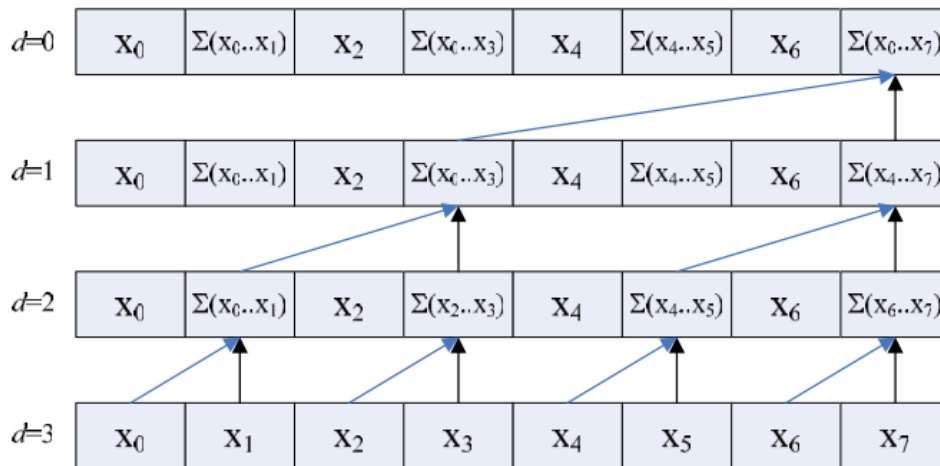 d=0 x₀ Σ(x₀..x₁) x₂ Σ(x₀..x₃) x₄ Σ(x₄..x₅) x₆ Σ(x₀..x₇)
d=1 x₀ Σ(x₀..x₁) x₂ Σ(x₀..x₃) x₄ Σ(x₄..x₅) x₆ Σ(x₄..x₇)
d=2 x₀ Σ(x₀..x₁) x₂ Σ(x₂..x₃) x₄ Σ(x₄..x₅) x₆ Σ(x₆..x₇)
d=3 x₀ x₁ x₂ x₃ x₄ x₅ x₆ x₇